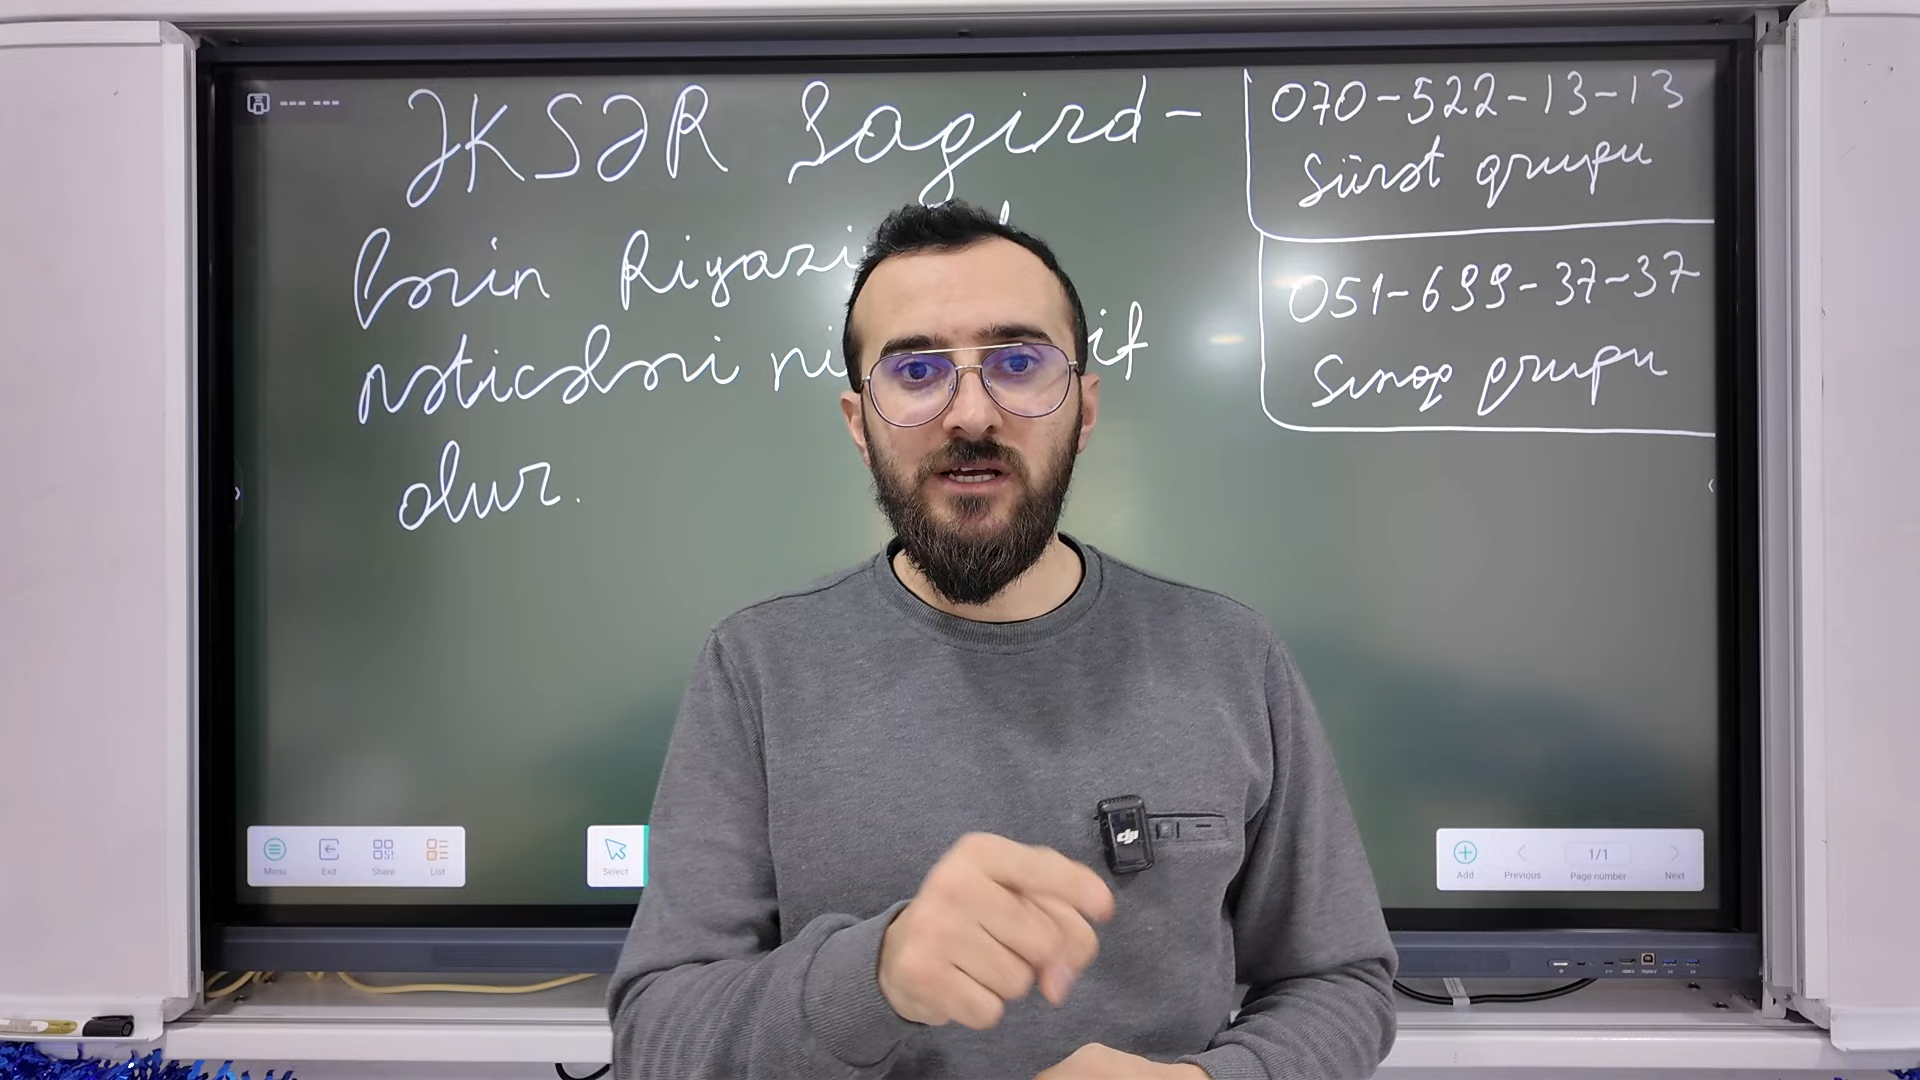 ƏKSƏR Şagird-
lərin Riyazi
nəticələri
olur.
070-522-13-13
Sürət qrupu
051-699-37-37
Sınaq qrupu
Menu
Exit
Share
List
Select
Add
Previous
1/1
Page number
Next
dji